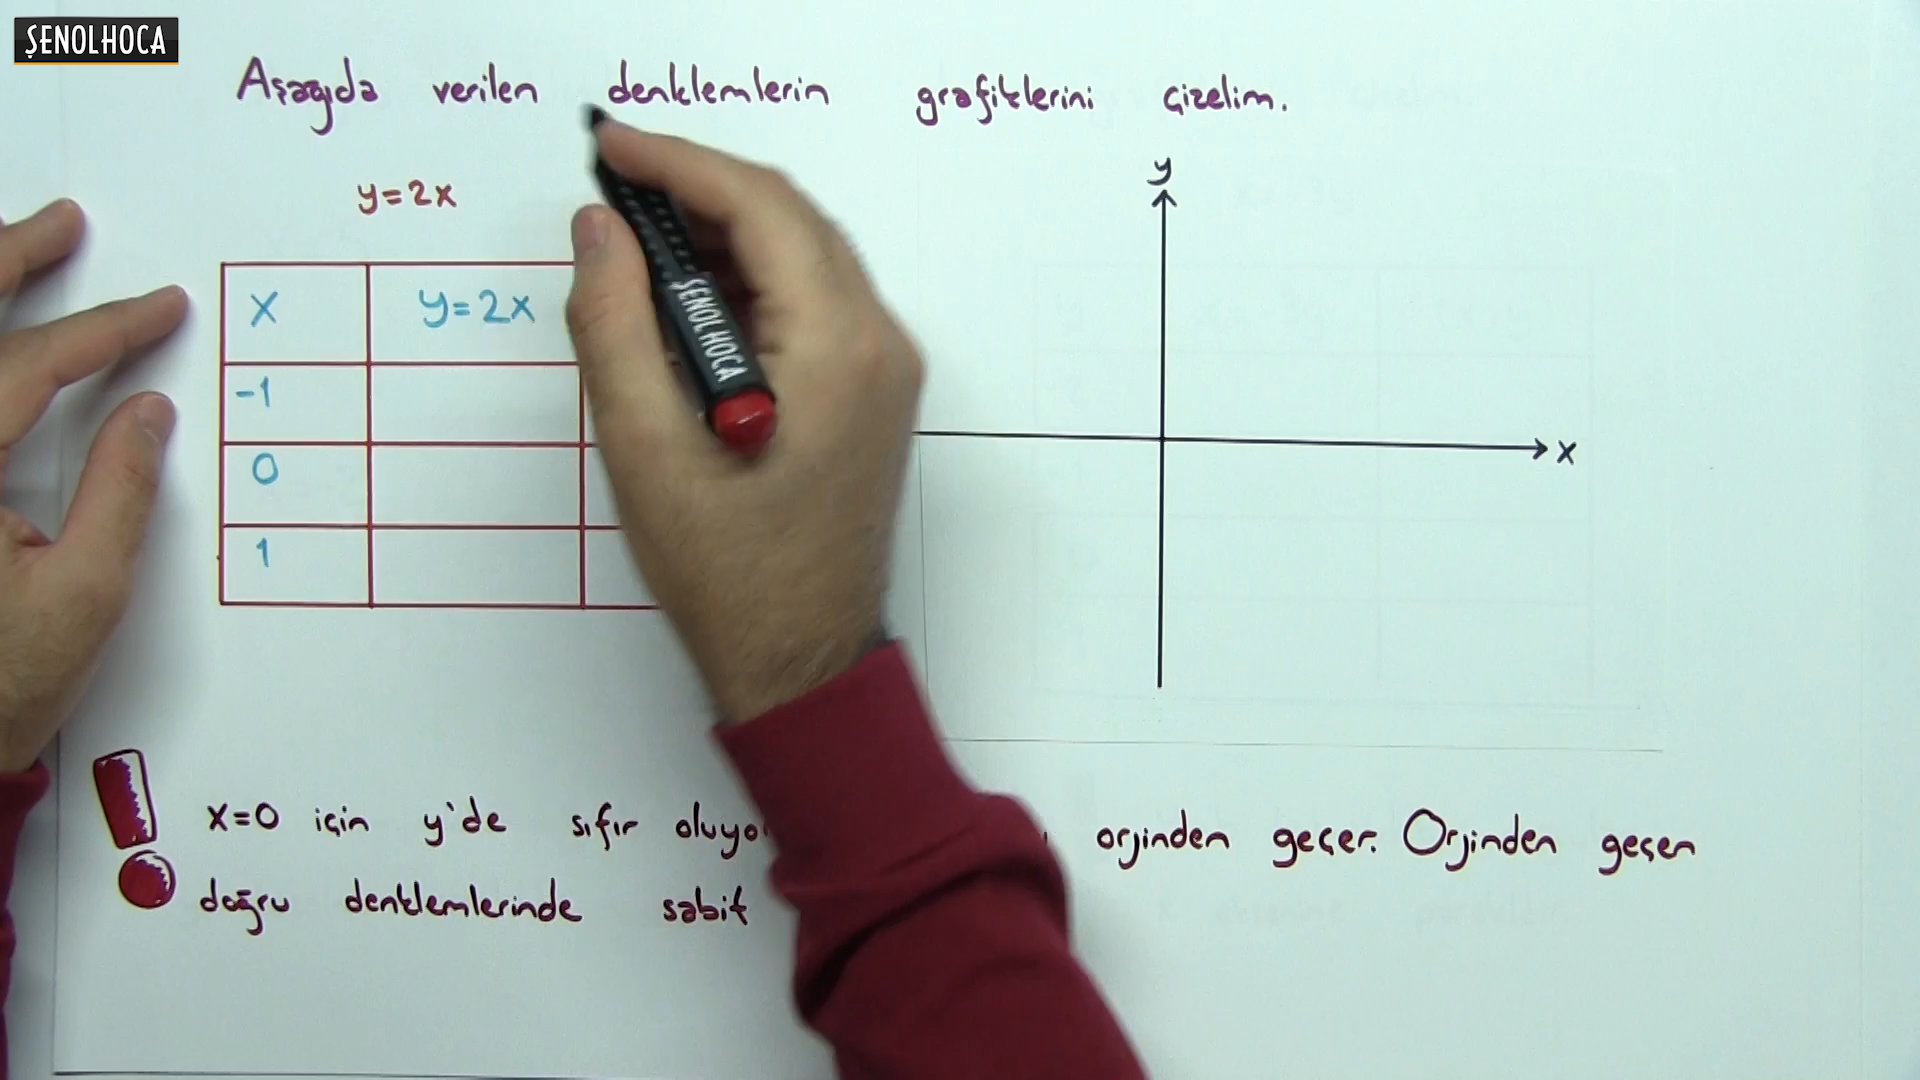 ŞENOLHOCA
Aşağıda verilen denklemlerin grafiklerini çizelim.
y=2x
x y=2x
-1
0
1
y
x
ŞENOLHOCA
x=0 için y'de sıfır orjinden geçer. Orjinden geçen
doğru denklemlerinde sabit